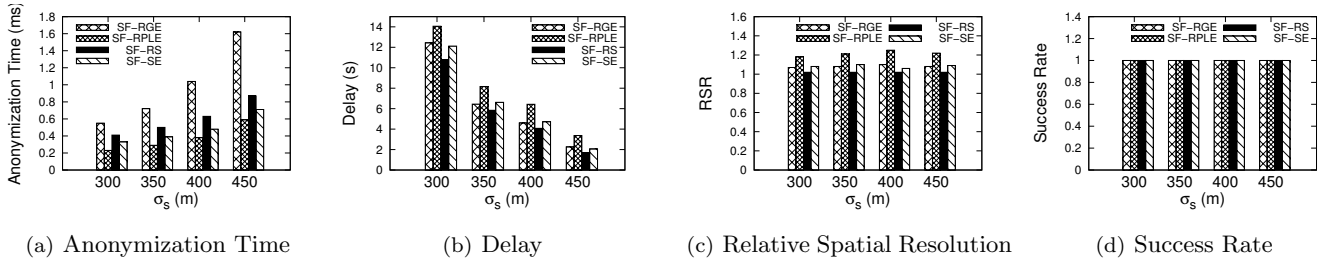 Anonymization Time (ms)
1.8
1.6
1.4
1.2
1
0.8
0.6
0.4
0.2
0
SF-RGE
SF-RPLE
SF-RS
SF-SE
300 350 400 450
σs (m)
(a) Anonymization Time
Delay (s)
14
12
10
8
6
4
2
0
SF-RGE
SF-RPLE
SF-RS
SF-SE
300 350 400 450
σs (m)
(b) Delay
RSR
1.6
1.4
1.2
1
0.8
0.6
0.4
0.2
0
SF-RGE SF-RS
SF-RPLE SF-SE
300 350 400 450
σs (m)
(c) Relative Spatial Resolution
Success Rate
1.4
1.2
1
0.8
0.6
0.4
0.2
0
SF-RGE SF-RS
SF-RPLE SF-SE
300 350 400 450
σs (m)
(d) Success Rate